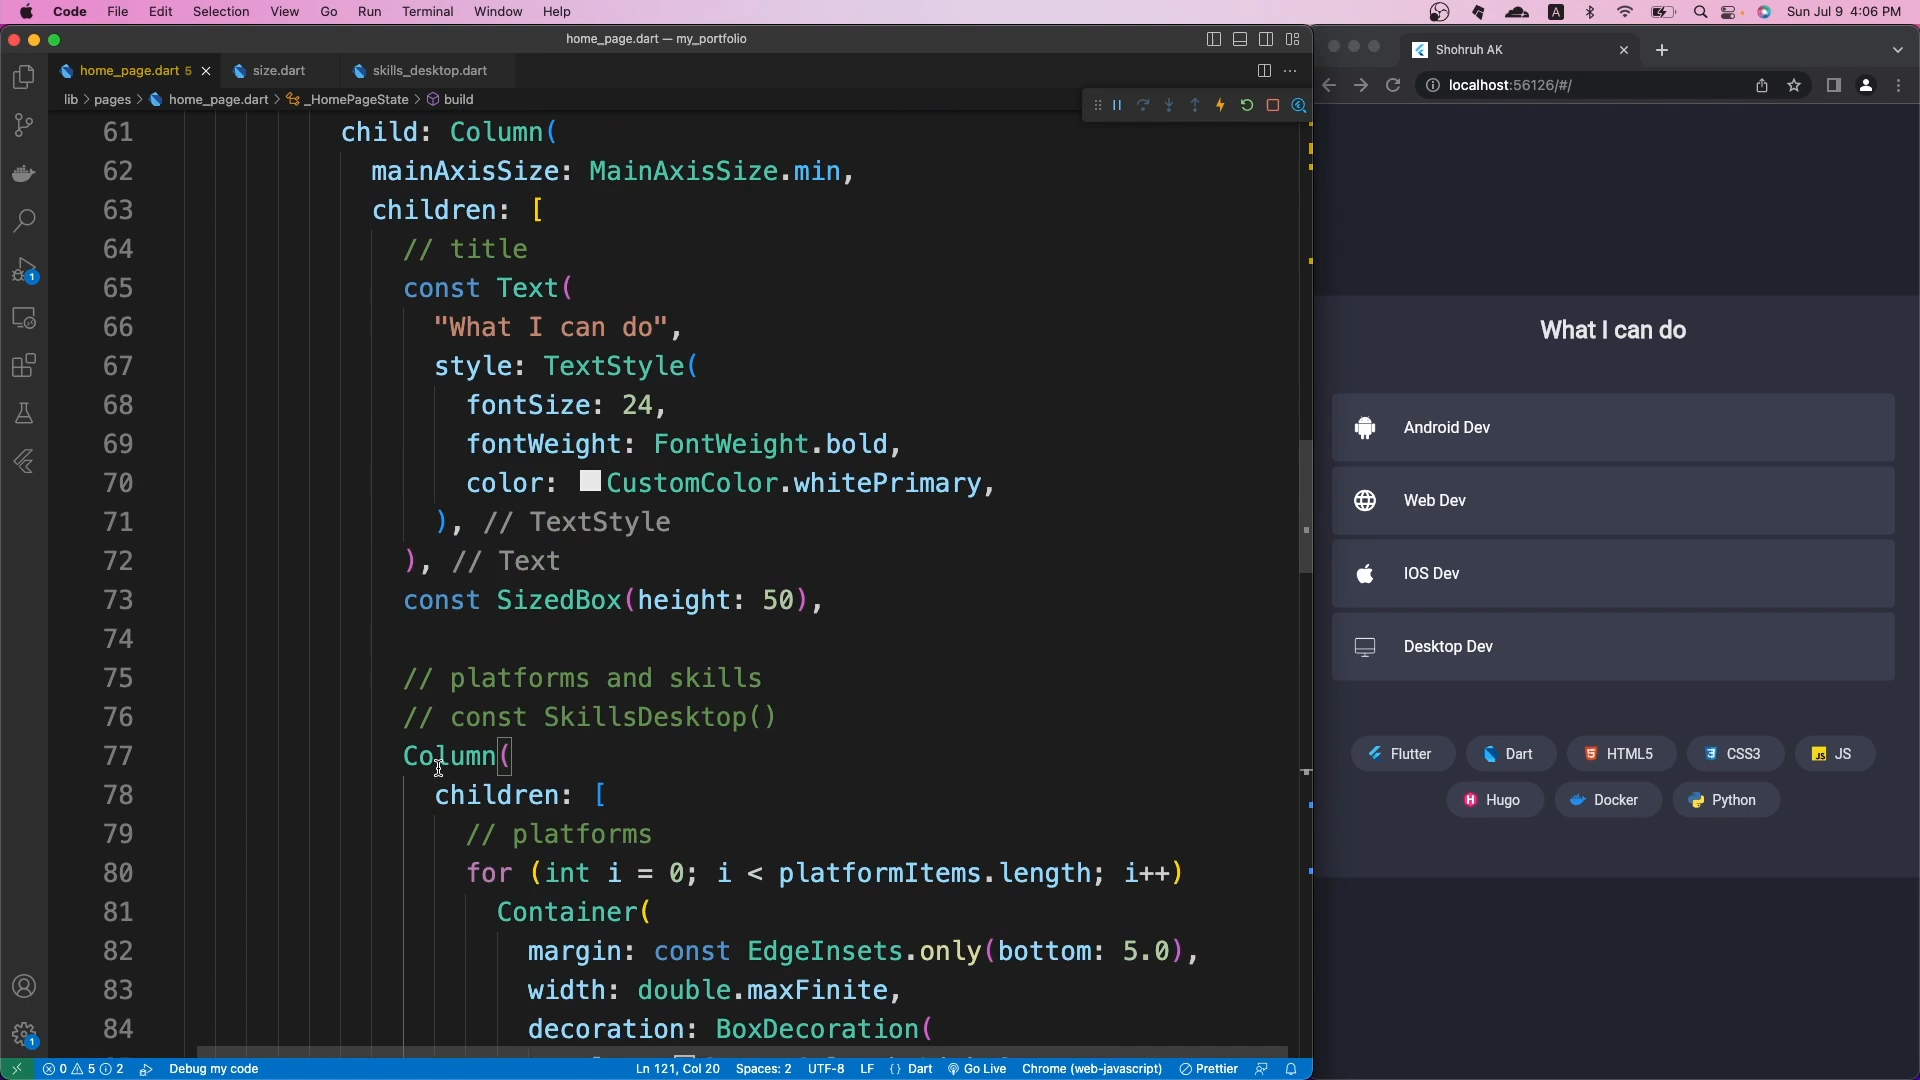 Code File Edit Selection View Go Run Terminal Window Help
A
Sun Jul 9 4:06 PM
home_page.dart — my_portfolio
home_page.dart 5
size.dart
skills_desktop.dart
lib > pages > home_page.dart > _HomePageState > build
61 child: Column(
62 mainAxisSize: MainAxisSize.min,
63 children: [
64 // title
65 const Text(
66 "What I can do",
67 style: TextStyle(
68 fontSize: 24,
69 fontWeight: FontWeight.bold,
70 color: CustomColor.whitePrimary,
71 ), // TextStyle
72 ), // Text
73 const SizedBox(height: 50),
74
75 // platforms and skills
76 // const SkillsDesktop()
77 Column(
78 children: [
79 // platforms
80 for (int i = 0; i < platformItems.length; i++)
81 Container(
82 margin: const EdgeInsets.only(bottom: 5.0),
83 width: double.maxFinite,
84 decoration: BoxDecoration(
1
1
0 5 2 Debug my code
Ln 121, Col 20 Spaces: 2 UTF-8 LF { } Dart Go Live Chrome (web-javascript) Prettier
Shohruh AK
localhost:56126/#/
What I can do
Android Dev
Web Dev
IOS Dev
Desktop Dev
Flutter
Dart
5 HTML5
3 CSS3
JS JS
H Hugo
Docker
Python